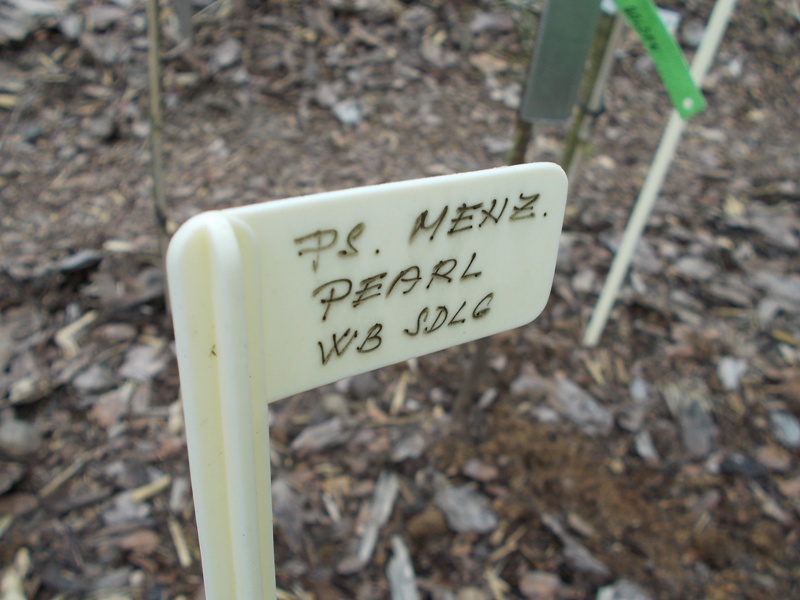 PS. MENZ.
PEARL
WB SDLG